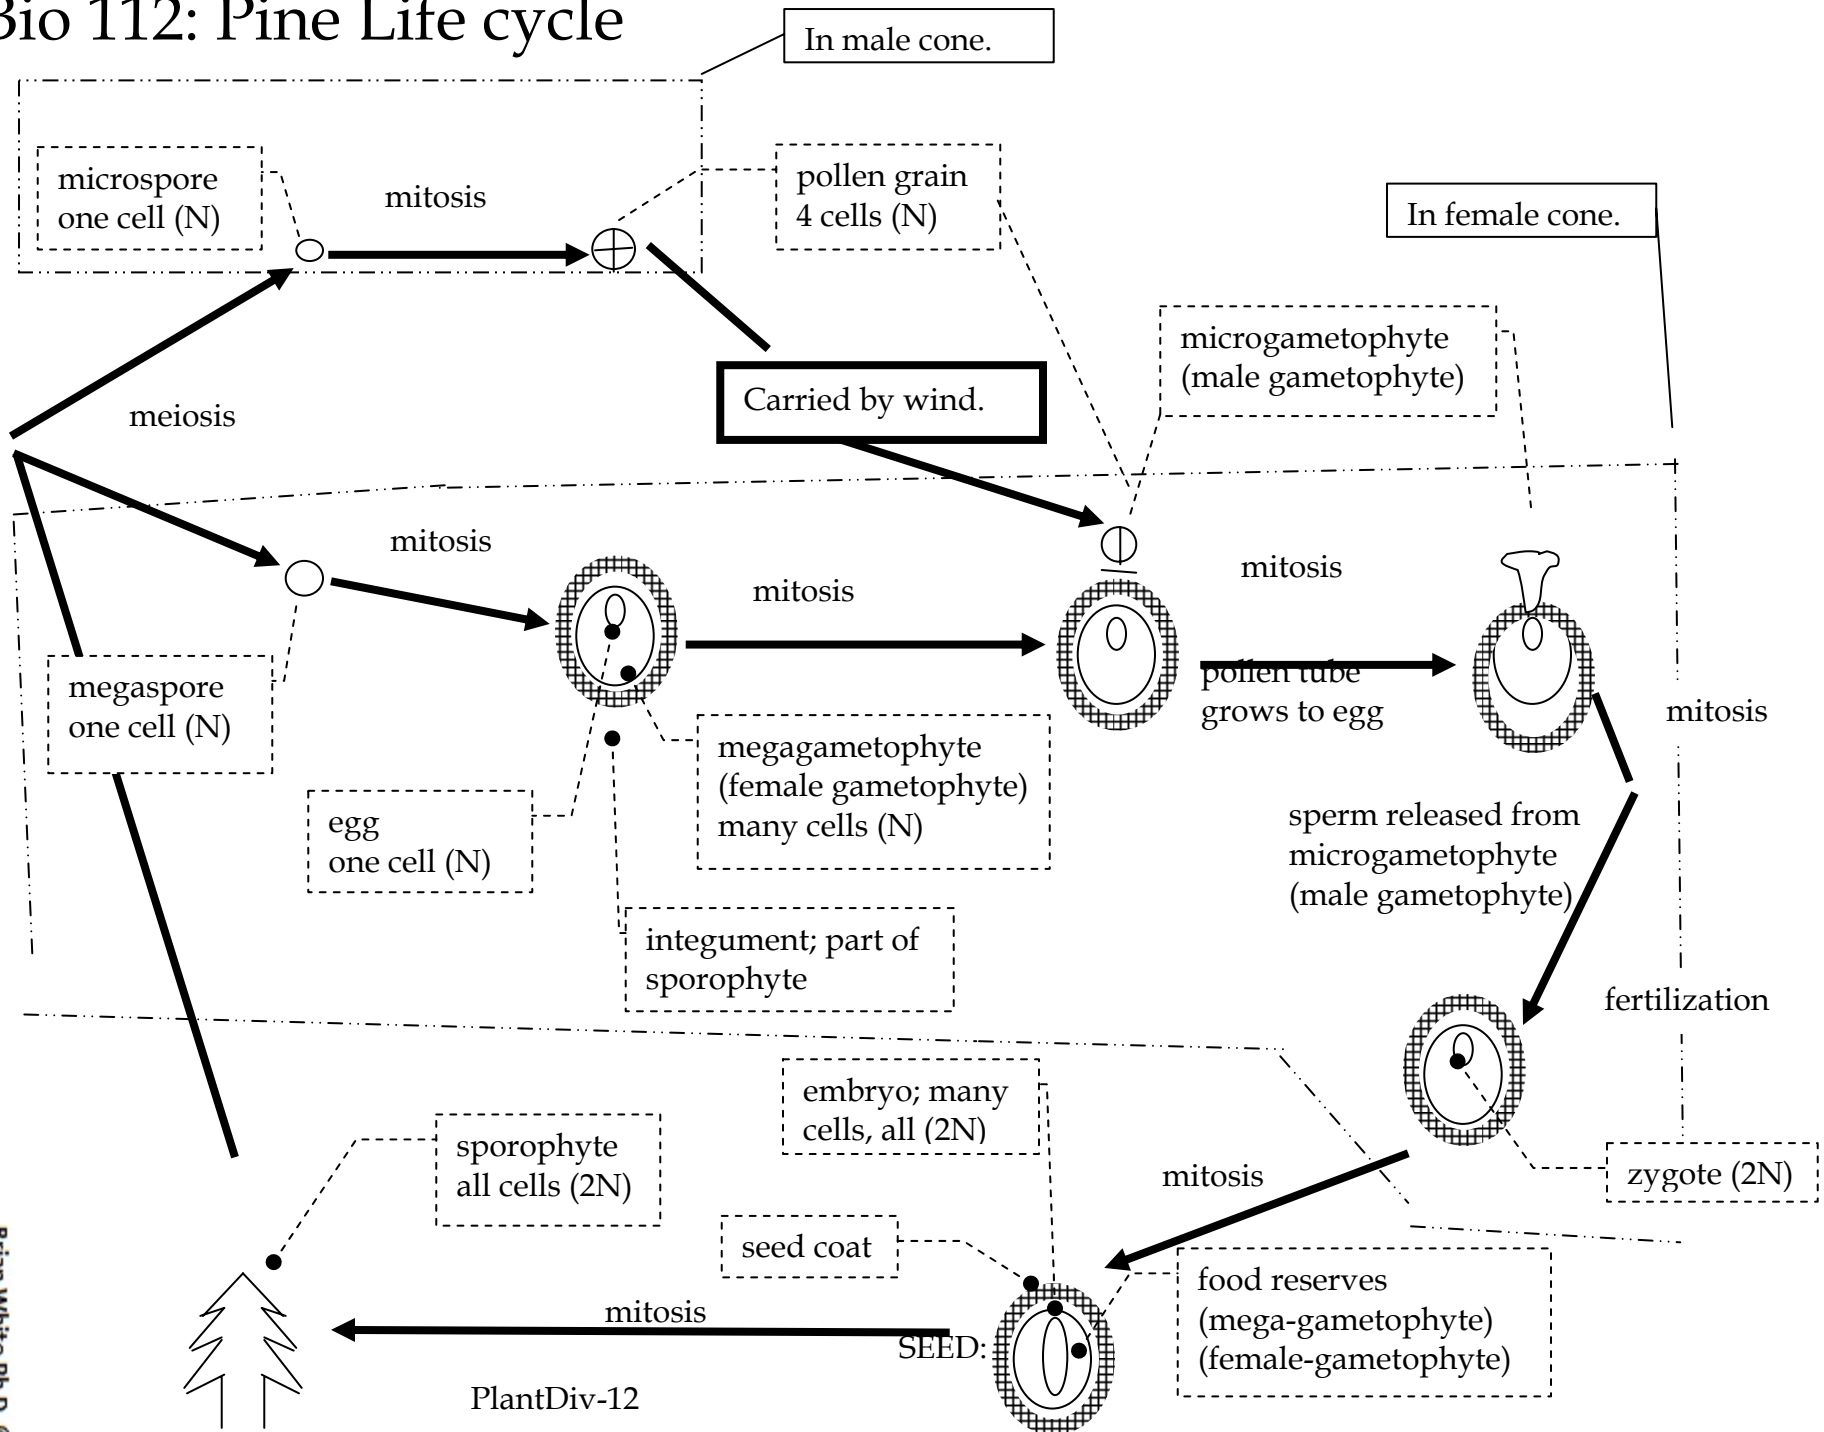 Bio 112: Pine Life cycle
In male cone.
microspore
one cell (N)
mitosis
pollen grain
4 cells (N)
In female cone.
microgametophyte
(male gametophyte)
Carried by wind.
meiosis
mitosis
mitosis
mitosis
megaspore
one cell (N)
pollen tube
grows to egg
mitosis
megagametophyte
(female gametophyte)
many cells (N)
egg
one cell (N)
sperm released from
microgametophyte
(male gametophyte)
integument; part of
sporophyte
fertilization
embryo; many
cells, all (2N)
sporophyte
all cells (2N)
mitosis
zygote (2N)
seed coat
food reserves
(mega-gametophyte)
(female-gametophyte)
mitosis
SEED:
PlantDiv-12
Brian White Ph.D.